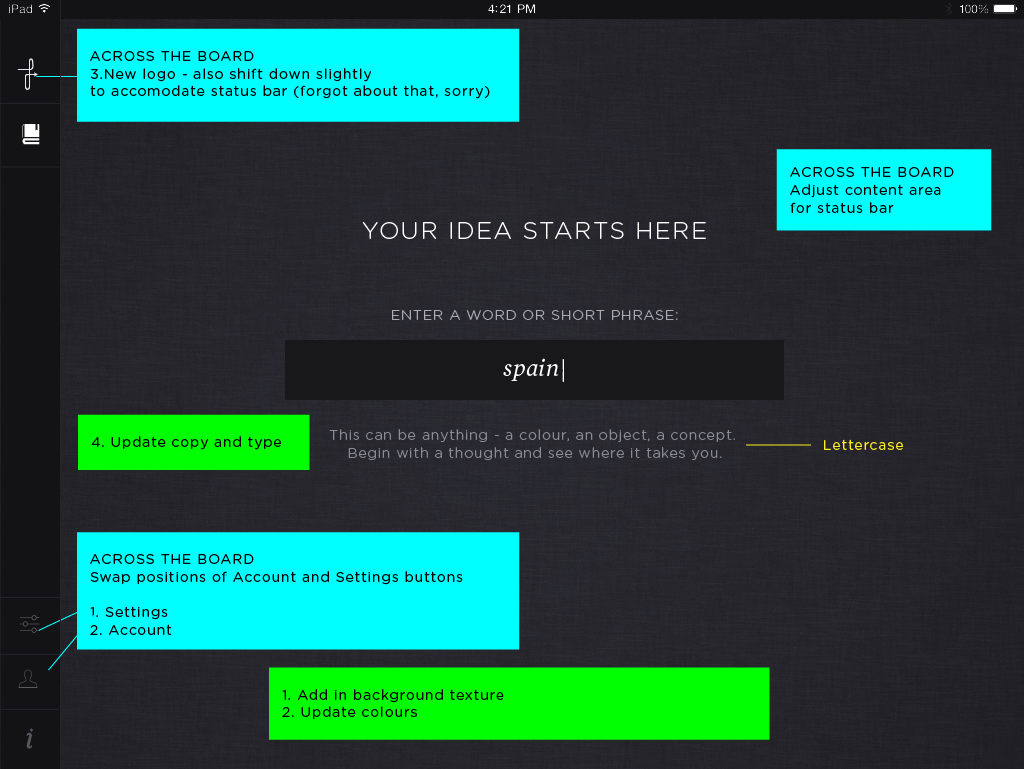 iPad
4:21 PM
100%
ACROSS THE BOARD
3.New logo - also shift down slightly
to accomodate status bar (forgot about that, sorry)
ACROSS THE BOARD
Adjust content area
for status bar
YOUR IDEA STARTS HERE
ENTER A WORD OR SHORT PHRASE:
spain
4. Update copy and type
This can be anything - a colour, an object, a concept.
Begin with a thought and see where it takes you.
Lettercase
ACROSS THE BOARD
Swap positions of Account and Settings buttons
1. Settings
2. Account
1. Add in background texture
2. Update colours
i